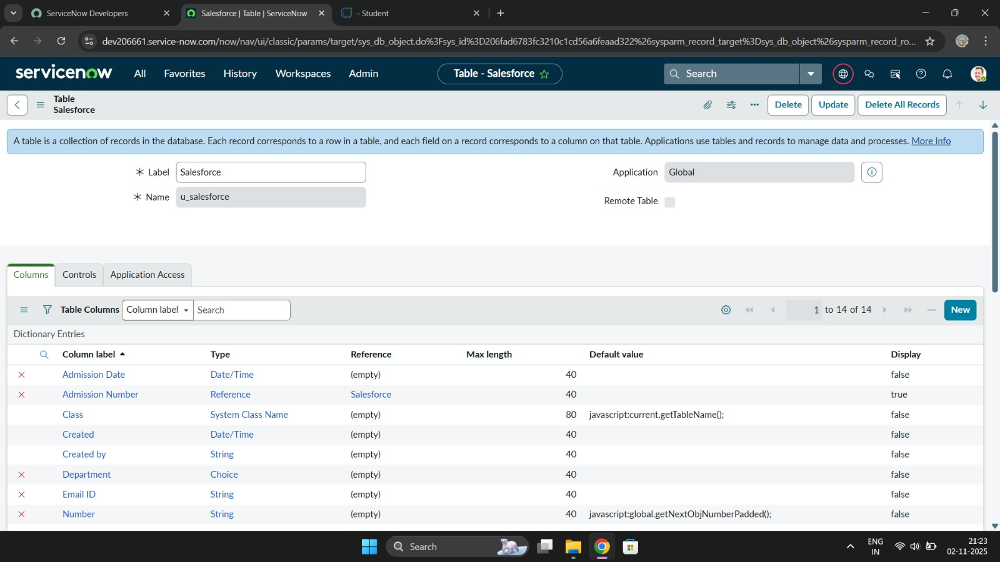 ServiceNow Developers
Salesforce | Table | ServiceNow
- Student
dev206661.service-now.com/now/nav/ui/classic/params/target/sys_db_object.do%3Fsys_id%3D206fad6783fc3210c1cd56a6feaad322%26sysparm_record_target%3Dsys_db_object%26sysparm_record_ro...
servicenow
All
Favorites
History
Workspaces
Admin
Table - Salesforce
Search
Table
Salesforce
Delete
Update
Delete All Records
A table is a collection of records in the database. Each record corresponds to a row in a table, and each field on a record corresponds to a column on that table. Applications use tables and records to manage data and processes. More Info
Label
Salesforce
Application
Global
Name
u_salesforce
Remote Table
Columns
Controls
Application Access
Table Columns
Column label
Search
1 to 14 of 14
New
Dictionary Entries
Column label Type Reference Max length Default value Display
Admission Date Date/Time (empty) 40 false
Admission Number Reference Salesforce 40 true
Class System Class Name (empty) 80 javascript:current.getTableName(); false
Created Date/Time (empty) 40 false
Created by String (empty) 40 false
Department Choice (empty) 40 false
Email ID String (empty) 40 false
Number String (empty) 40 javascript:global.getNextObjNumberPadded(); false
Search
ENG
IN
21:23
02-11-2025